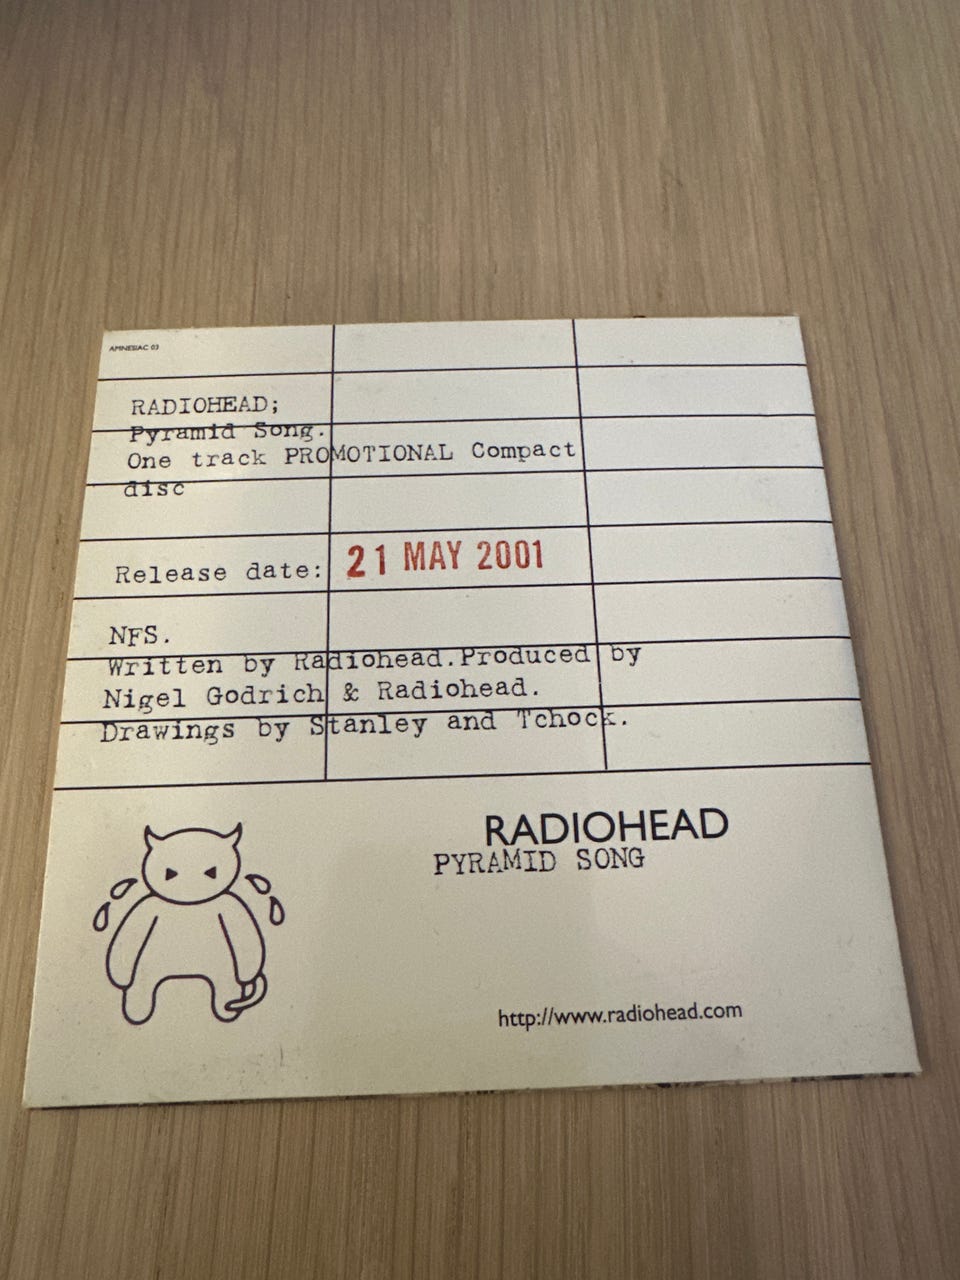 AMNESIAC 03
RADIOHEAD;
Pyramid Song.
One track PROMOTIONAL Compact
disc
Release date: 21 MAY 2001
NFS.
Written by Radiohead.Produced by
Nigel Godrich & Radiohead.
Drawings by Stanley and Tchock.
RADIOHEAD
PYRAMID SONG
http://www.radiohead.com